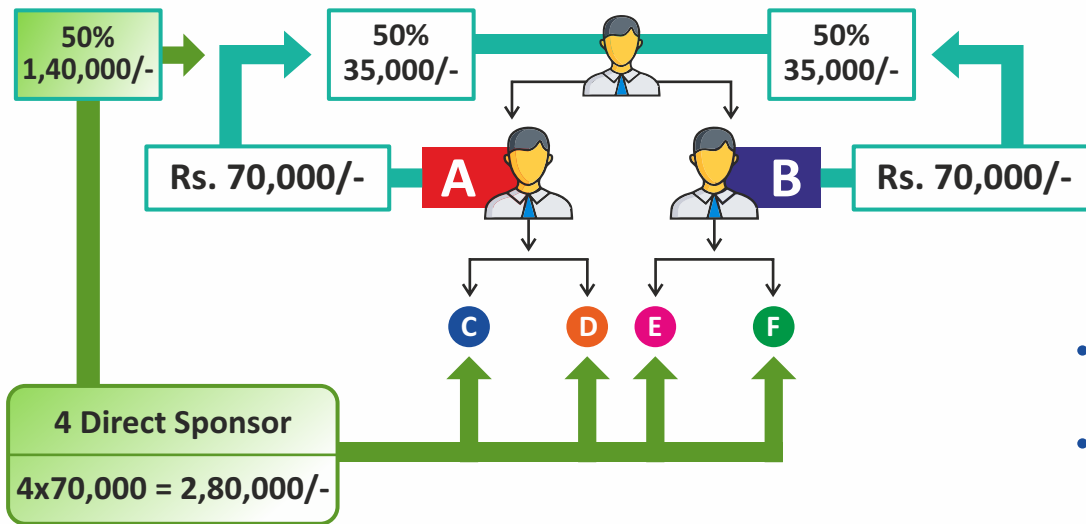 50%
1,40,000/-
50%
35,000/-
50%
35,000/-
Rs. 70,000/-
A
B
Rs. 70,000/-
C
D
E
F
4 Direct Sponsor
4x70,000 = 2,80,000/-